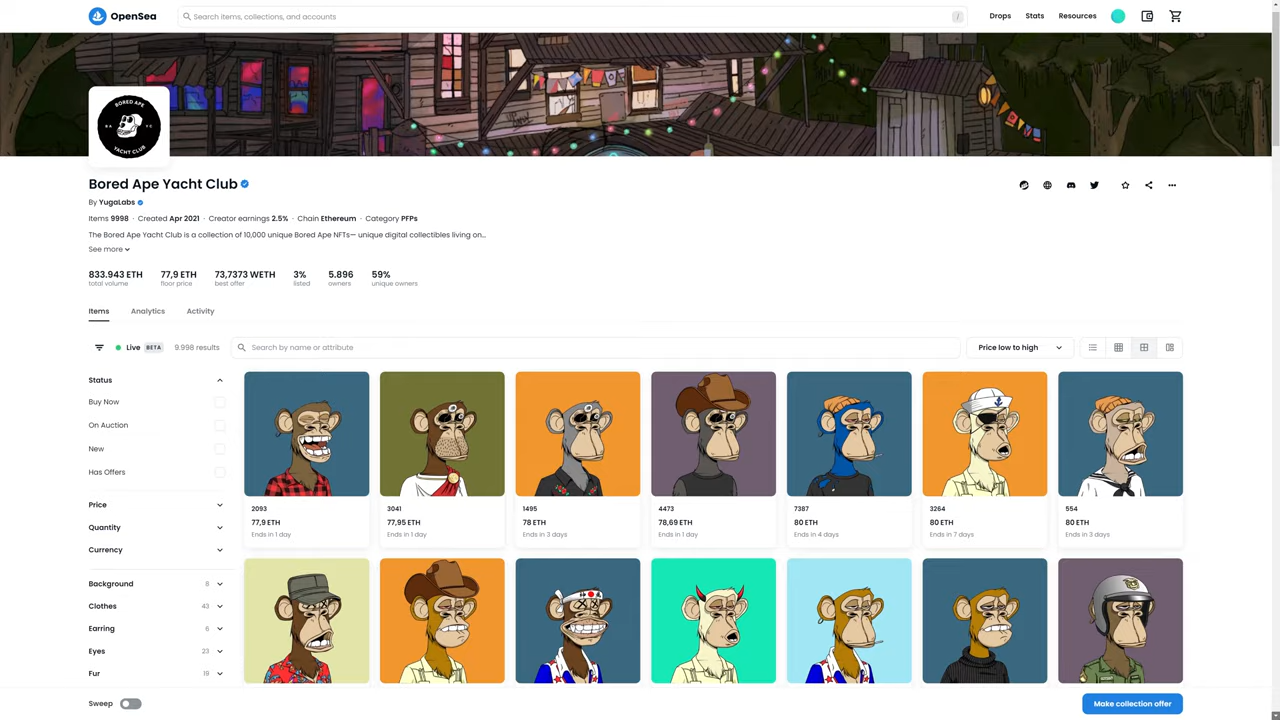 OpenSea
Search items, collections, and accounts
/
Drops
Stats
Resources
BORED APE
BA YC
YACHT CLUB
Bored Ape Yacht Club
By YugaLabs
Items 9998 · Created Apr 2021 · Creator earnings 2.5% · Chain Ethereum · Category PFPs
The Bored Ape Yacht Club is a collection of 10,000 unique Bored Ape NFTs— unique digital collectibles living on…
See more
833.943 ETH
total volume
77,9 ETH
floor price
73,7373 WETH
best offer
3%
listed
5.896
owners
59%
unique owners
Items
Analytics
Activity
Live BETA
9.998 results
Search by name or attribute
Price low to high
Status
Buy Now
On Auction
New
Has Offers
Price
Quantity
Currency
Background 8
Clothes 43
Earring 6
Eyes 23
Fur 19
2093
77,9 ETH
Ends in 1 day
3041
77,95 ETH
Ends in 1 day
1495
78 ETH
Ends in 3 days
4473
78,69 ETH
Ends in 1 day
7387
80 ETH
Ends in 4 days
3264
80 ETH
Ends in 7 days
554
80 ETH
Ends in 3 days
Sweep
Make collection offer